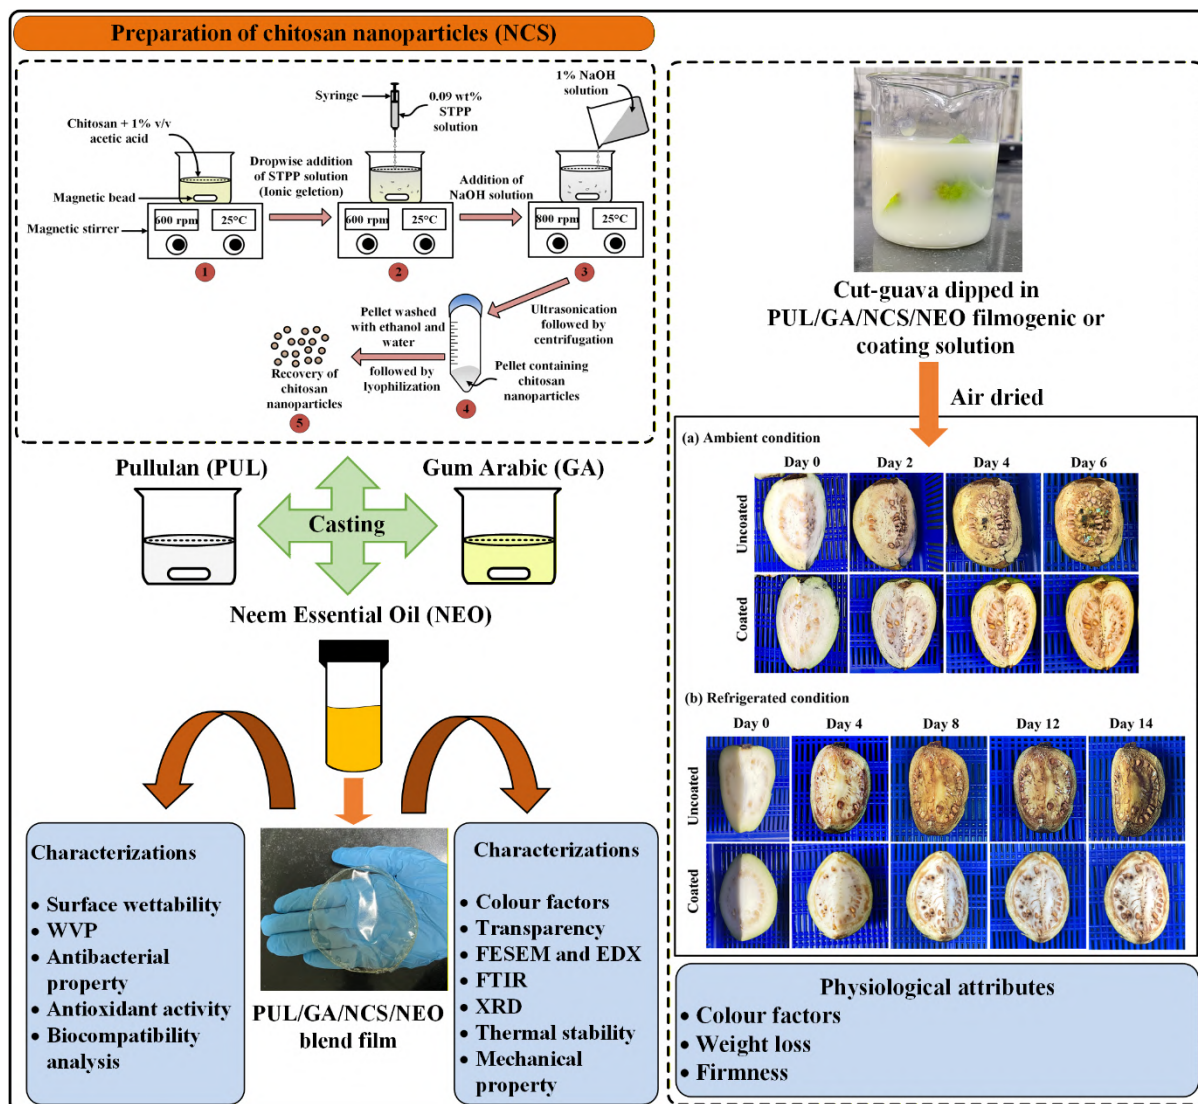 Preparation of chitosan nanoparticles (NCS)
Chitosan + 1% v/v
acetic acid
Magnetic bead
Magnetic stirrer
600 rpm
25°C
1
Dropwise addition
of STPP solution
(Ionic geletion)
Syringe
0.09 wt%
STPP
solution
600 rpm
25°C
2
Addition of
NaOH solution
1% NaOH
solution
800 rpm
25°C
3
Ultrasonication
followed by
centrifugation
Pellet containing
chitosan
nanoparticles
4
Pellet washed
with ethanol and
water
followed by
lyophilization
Recovery of
chitosan
nanoparticles
5
Pullulan (PUL)
Gum Arabic (GA)
Casting
Neem Essential Oil (NEO)
Characterizations
• Surface wettability
• WVP
• Antibacterial
property
• Antioxidant activity
• Biocompatibility
analysis
PUL/GA/NCS/NEO
blend film
Characterizations
• Colour factors
• Transparency
• FESEM and EDX
• FTIR
• XRD
• Thermal stability
• Mechanical
property
Cut-guava dipped in
PUL/GA/NCS/NEO filmogenic or
coating solution
Air dried
(a) Ambient condition
Day 0 Day 2 Day 4 Day 6
Uncoated
Coated
(b) Refrigerated condition
Day 0 Day 4 Day 8 Day 12 Day 14
Uncoated
Coated
Physiological attributes
• Colour factors
• Weight loss
• Firmness